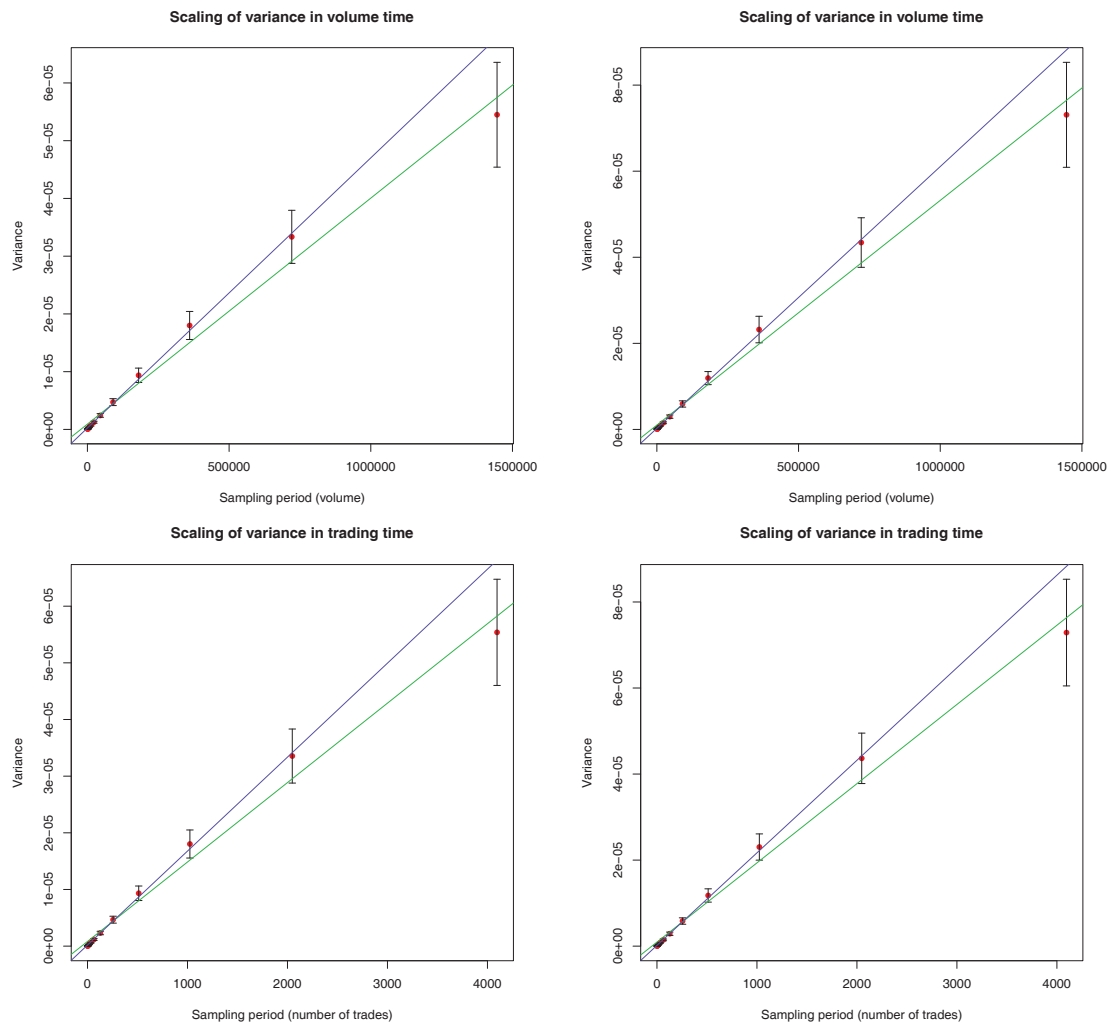 Scaling of variance in volume time
Variance
0e+00 1e−05 2e−05 3e−05 4e−05 5e−05 6e−05
0 500000 1000000 1500000
Sampling period (volume)
Scaling of variance in volume time
Variance
0e+00 2e−05 4e−05 6e−05 8e−05
0 500000 1000000 1500000
Sampling period (volume)
Scaling of variance in trading time
Variance
0e+00 1e−05 2e−05 3e−05 4e−05 5e−05 6e−05
0 1000 2000 3000 4000
Sampling period (number of trades)
Scaling of variance in trading time
Variance
0e+00 2e−05 4e−05 6e−05 8e−05
0 1000 2000 3000 4000
Sampling period (number of trades)